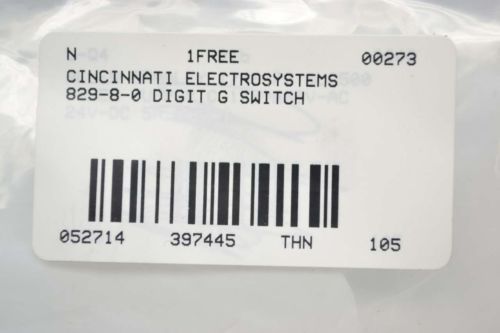 N 1FREE 00273
CINCINNATI ELECTROSYSTEMS
829-8-0 DIGIT G SWITCH
052714 397445 THN 105